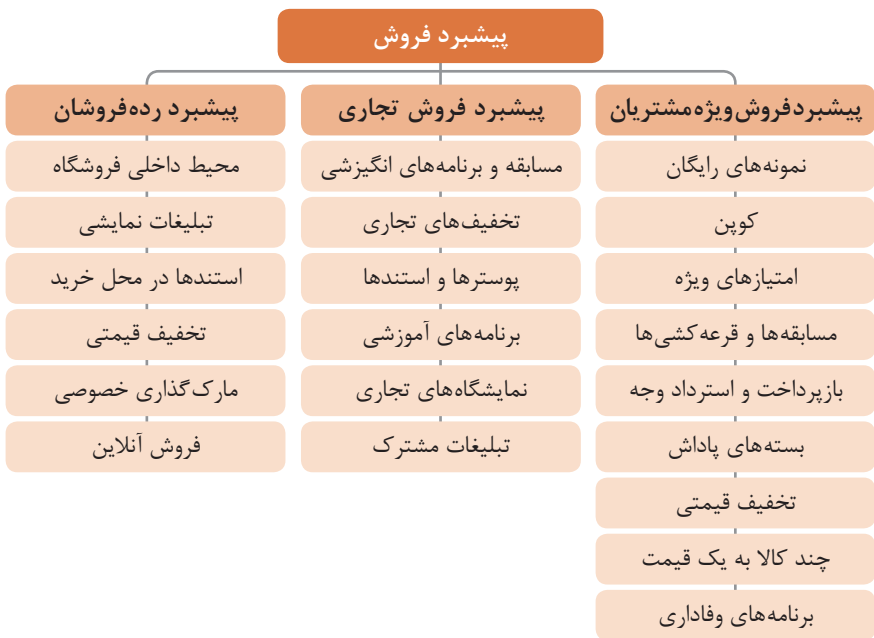 پیشبرد فروش
پیشبردفروش‌ویژه‌مشتریان
نمونه‌های رایگان
کوپن
امتیازهای ویژه
مسابقه‌ها و قرعه‌کشی‌ها
بازپرداخت و استرداد وجه
بسته‌های پاداش
تخفیف قیمتی
چند کالا به یک قیمت
برنامه‌های وفاداری
پیشبرد فروش تجاری
مسابقه و برنامه‌های انگیزشی
تخفیف‌های تجاری
پوسترها و استندها
برنامه‌های آموزشی
نمایشگاه‌های تجاری
تبلیغات مشترک
پیشبرد رده‌فروشان
محیط داخلی فروشگاه
تبلیغات نمایشی
استندها در محل خرید
تخفیف قیمتی
مارک‌گذاری خصوصی
فروش آنلاین